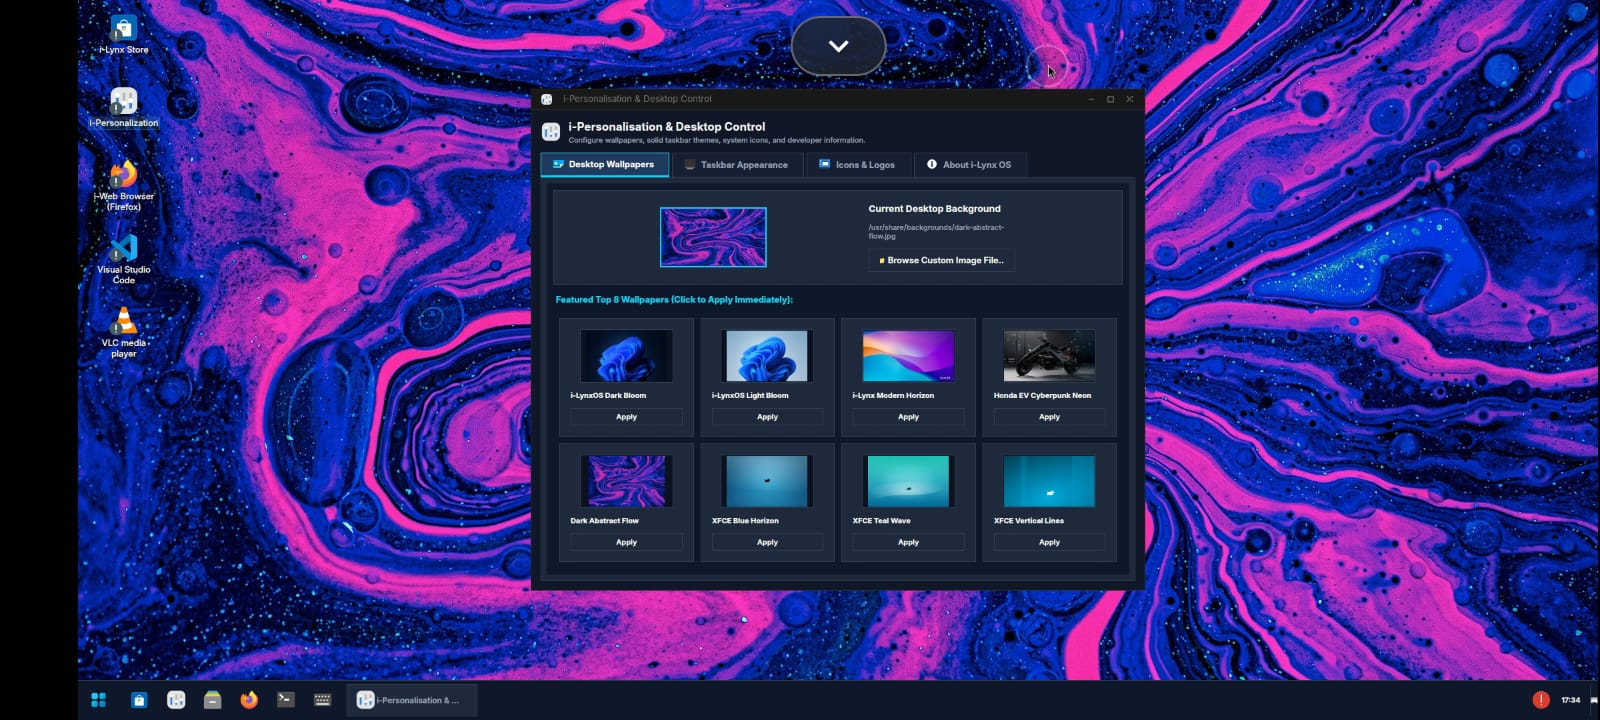 i-Lynx Store
i-Personalization
i-Web Browser
(Firefox)
Visual Studio
Code
VLC media
player
i-Personalisation & Desktop Control
i-Personalisation & Desktop Control
Configure wallpapers, solid taskbar themes, system icons, and developer information.
Desktop Wallpapers
Taskbar Appearance
Icons & Logos
About i-Lynx OS
Current Desktop Background
/usr/share/backgrounds/dark-abstract-
flow.jpg
Browse Custom Image File..
Featured Top 8 Wallpapers (Click to Apply Immediately):
i-LynxOS Dark Bloom
i-LynxOS Light Bloom
i-Lynx Modern Horizon
Honda EV Cyberpunk Neon
Apply
Apply
Apply
Apply
Dark Abstract Flow
XFCE Blue Horizon
XFCE Teal Wave
XFCE Vertical Lines
Apply
Apply
Apply
Apply
i-Personalisation & ...
17:34